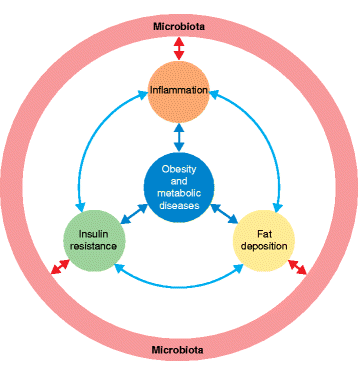 Microbiota
Inflammation
Obesity
and
metabolic
diseases
Insulin
resistance
Fat
deposition
Microbiota